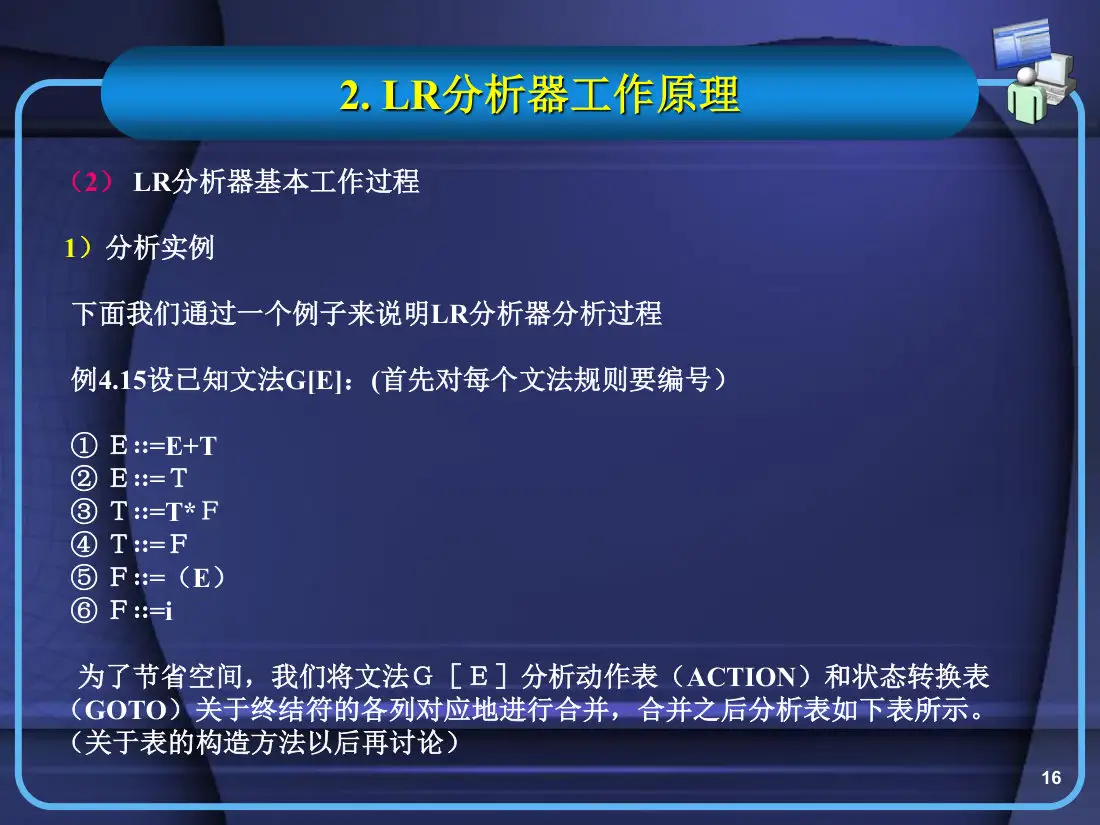 2. LR分析器工作原理
（2） LR分析器基本工作过程
1）分析实例
下面我们通过一个例子来说明LR分析器分析过程
例4.15设已知文法G[E]：(首先对每个文法规则要编号）
① Ｅ::=E+T
② Ｅ::=Ｔ
③ Ｔ::=T*Ｆ
④ Ｔ::=Ｆ
⑤ Ｆ::=（E）
⑥ Ｆ::=i
为了节省空间，我们将文法Ｇ［Ｅ］分析动作表（ACTION）和状态转换表
（GOTO）关于终结符的各列对应地进行合并，合并之后分析表如下表所示。
（关于表的构造方法以后再讨论）
16